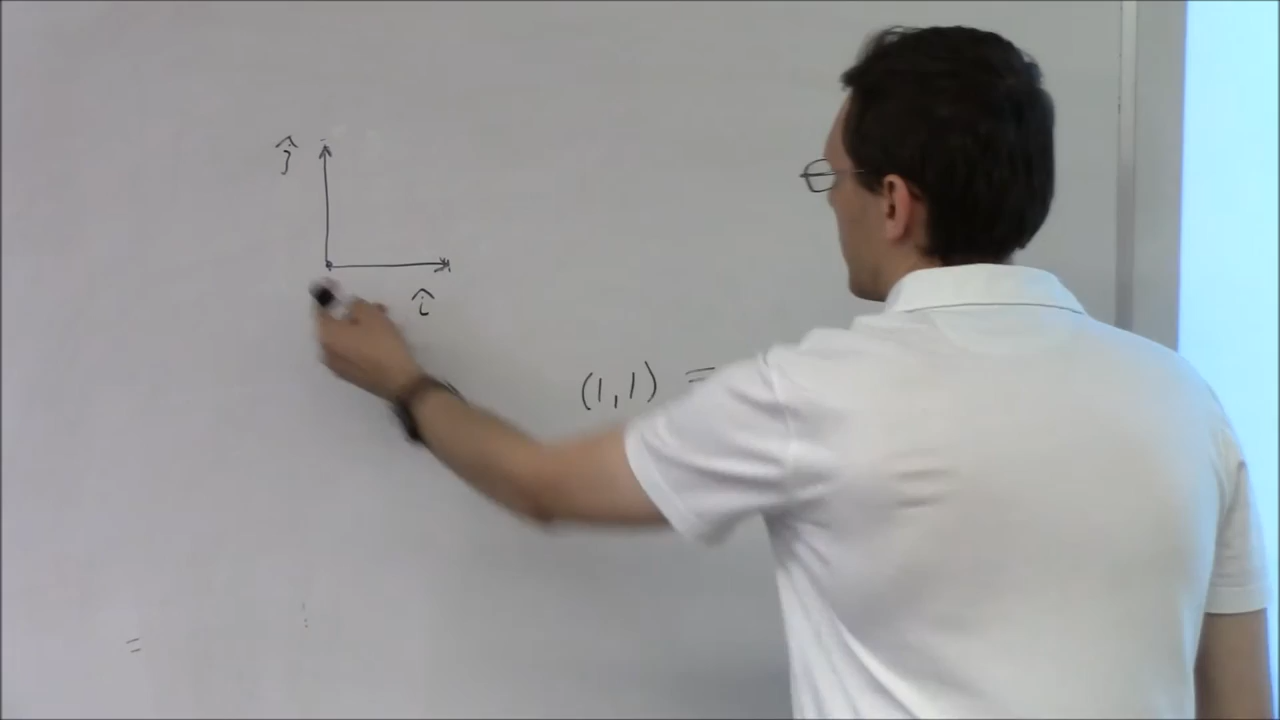 ĵ
î
(1,1) =
=